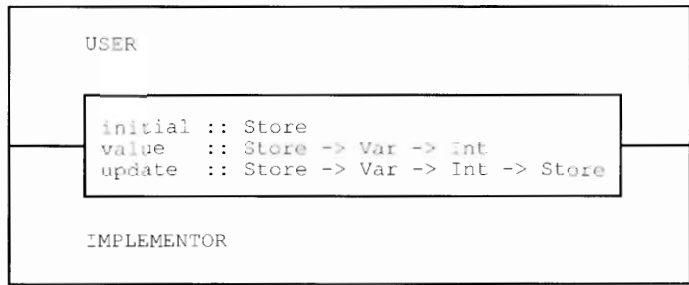 USER
initial :: Store
value :: Store -> Var -> Int
update :: Store -> Var -> Int -> Store
IMPLEMENTOR